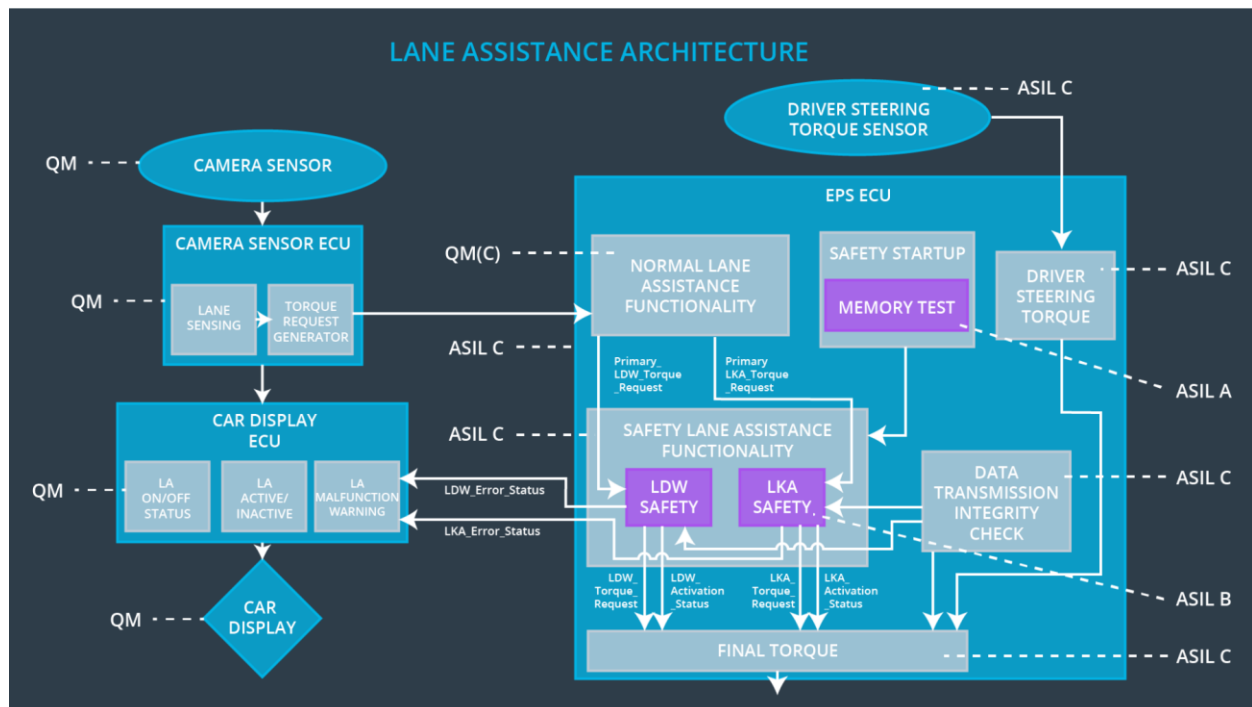 LANE ASSISTANCE ARCHITECTURE
ASIL C
DRIVER STEERING
TORQUE SENSOR
QM
CAMERA SENSOR
EPS ECU
CAMERA SENSOR ECU
QM(C)
NORMAL LANE
ASSISTANCE
FUNCTIONALITY
SAFETY STARTUP
MEMORY TEST
DRIVER
STEERING
TORQUE
ASIL C
QM
LANE
SENSING
TORQUE
REQUEST
GENERATOR
ASIL C
Primary_
LDW_Torque
_Request
Primary
LKA_Torque
_Request
ASIL A
CAR DISPLAY
ECU
ASIL C
SAFETY LANE ASSISTANCE
FUNCTIONALITY
QM
LA
ON/OFF
STATUS
LA
ACTIVE/
INACTIVE
LA
MALFUNCTION
WARNING
LDW_Error_Status
LKA_Error_Status
LDW
SAFETY
LKA
SAFETY
DATA
TRANSMISSION
INTEGRITY
CHECK
ASIL C
LDW_
Torque_
Request
LDW_
Activation
_Status
LKA_
Torque_
Request
LKA_
Activation
_Status
ASIL B
QM
CAR
DISPLAY
FINAL TORQUE
ASIL C